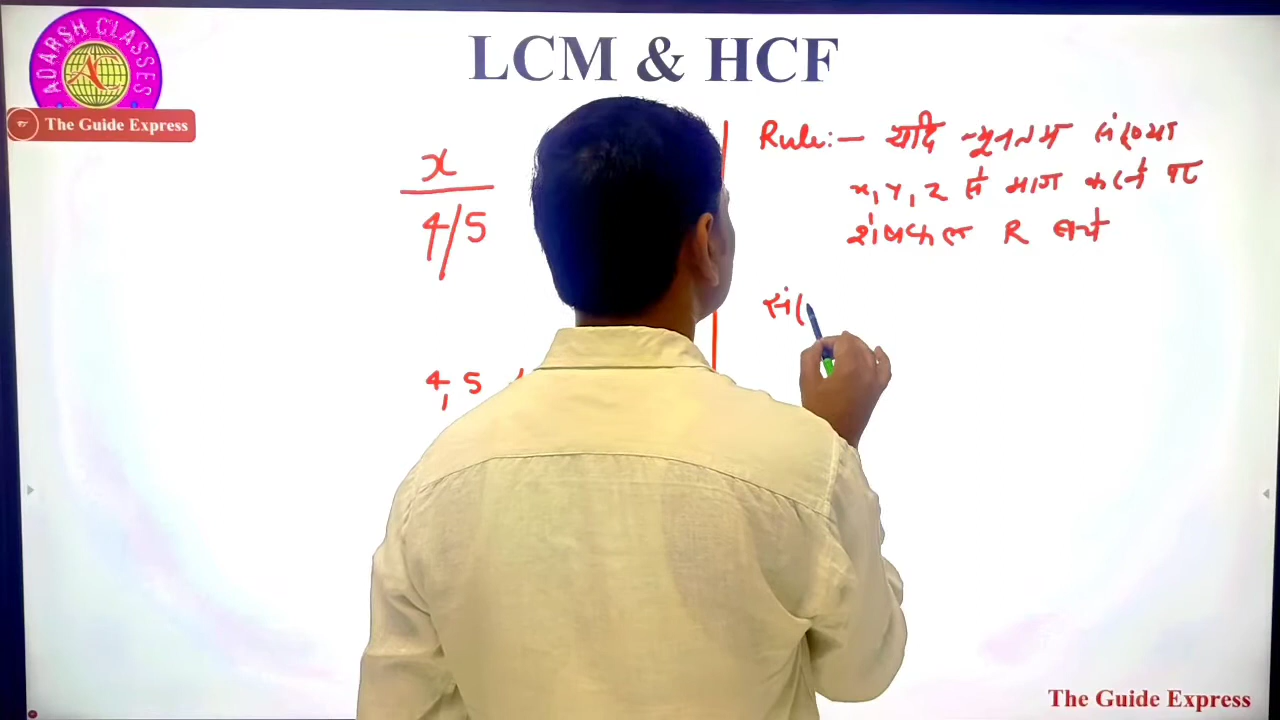 LCM & HCF
ADARSH CLASSES
AC
The Guide Express
x
4/5
4, 5
Rule:- यदि न्यूनतम संख्या
x, y, z से भाग करने पर
शेषफल R बचे
सं
The Guide Express